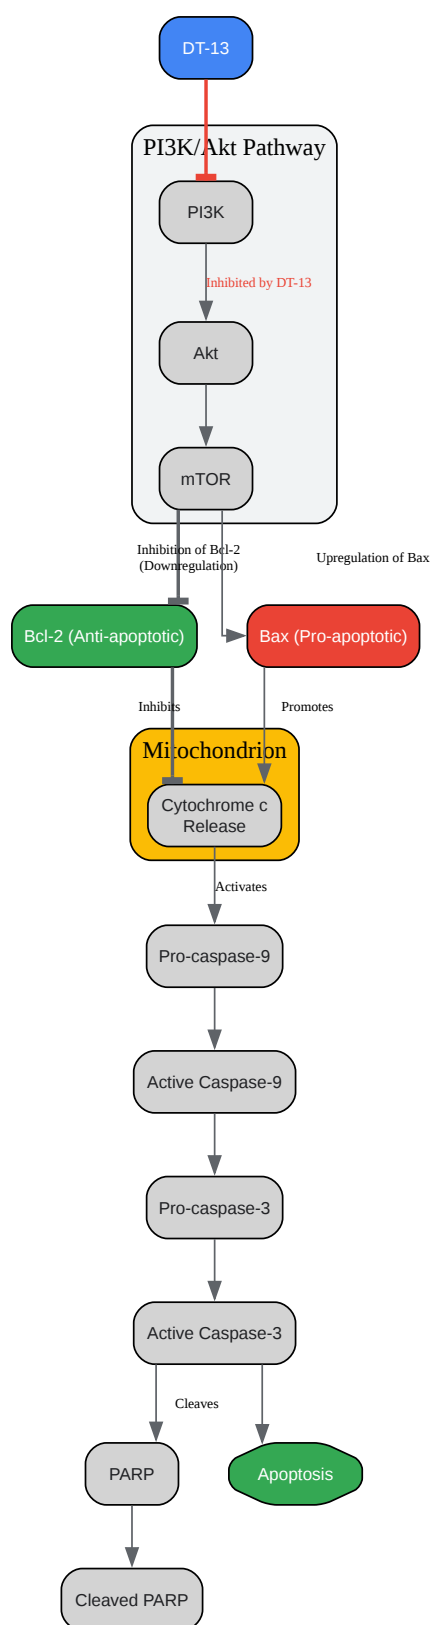 DT-13
PI3K/Akt Pathway
PI3K
Inhibited by DT-13
Akt
mTOR
Inhibition of Bcl-2
(Downregulation)
Upregulation of Bax
Bcl-2 (Anti-apoptotic)
Bax (Pro-apoptotic)
Inhibits
Promotes
Mitochondrion
Cytochrome c
Release
Activates
Pro-caspase-9
Active Caspase-9
Pro-caspase-3
Active Caspase-3
Cleaves
PARP
Apoptosis
Cleaved PARP